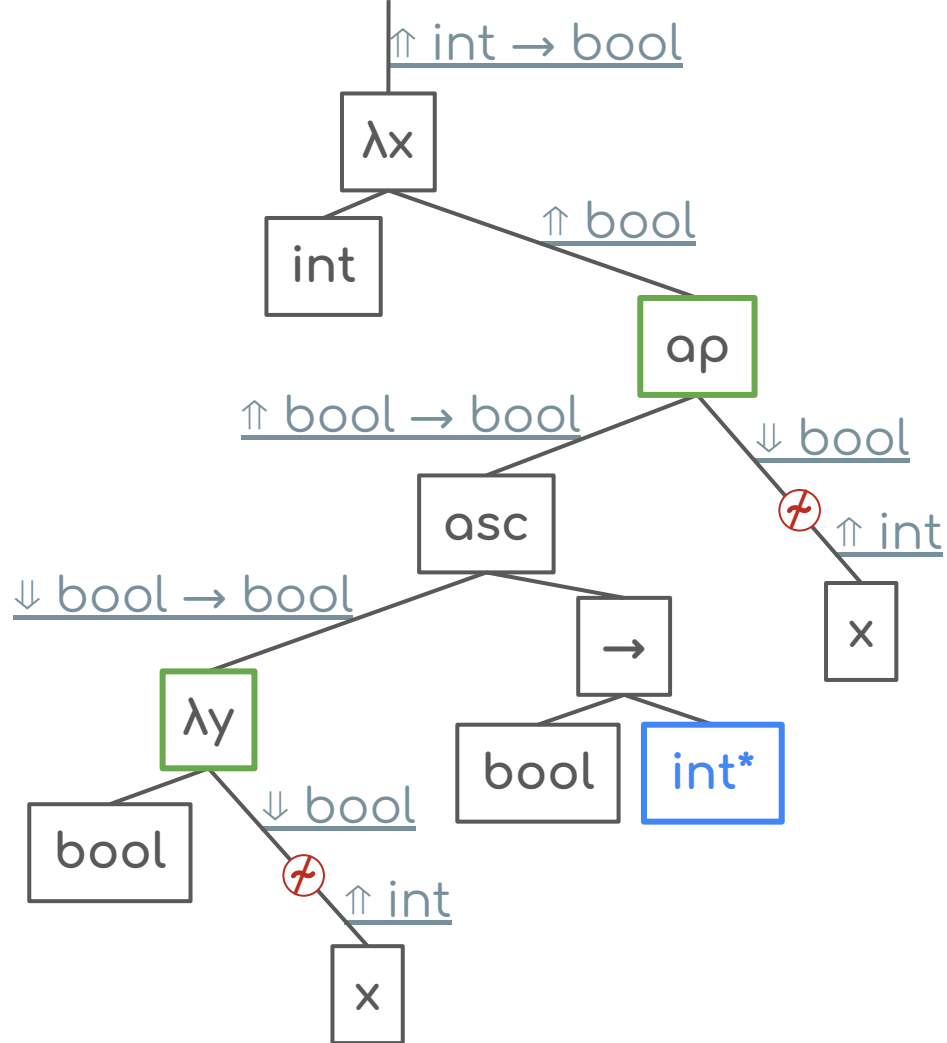 ⇑ int → bool
λx
int
⇑ bool
ap
⇑ bool → bool
⇓ bool
≁
⇑ int
asc
x
⇓ bool → bool
→
λy
bool
int*
⇓ bool
bool
≁
⇑ int
x